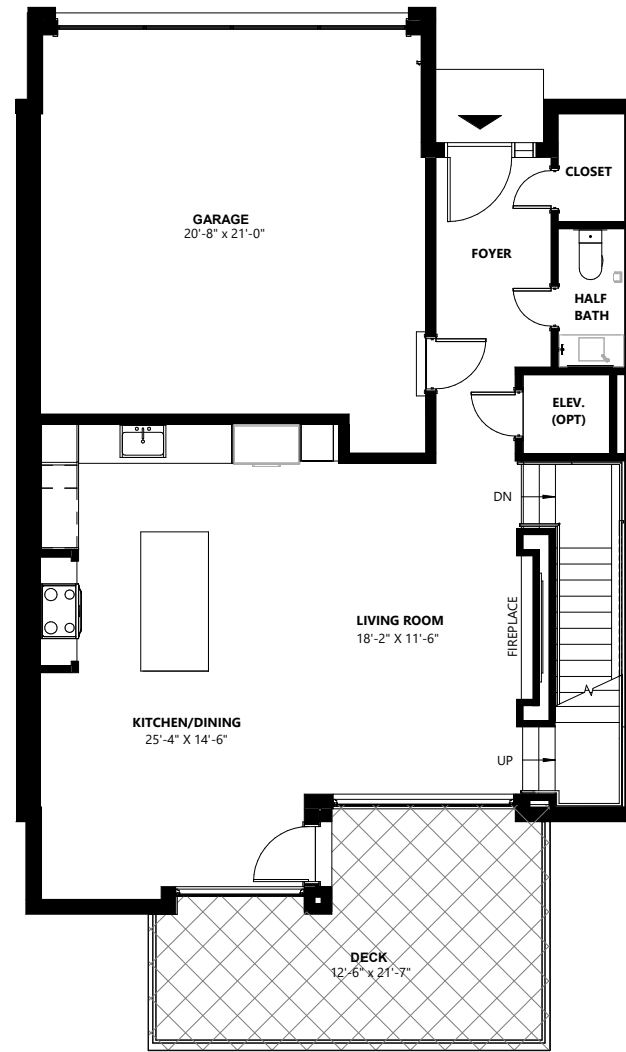 CLOSET
GARAGE
20'-8" x 21'-0"
FOYER
HALF
BATH
ELEV.
(OPT)
DN
FIREPLACE
LIVING ROOM
18'-2" X 11'-6"
KITCHEN/DINING
25'-4" X 14'-6"
UP
DECK
12'-6" x 21'-7"